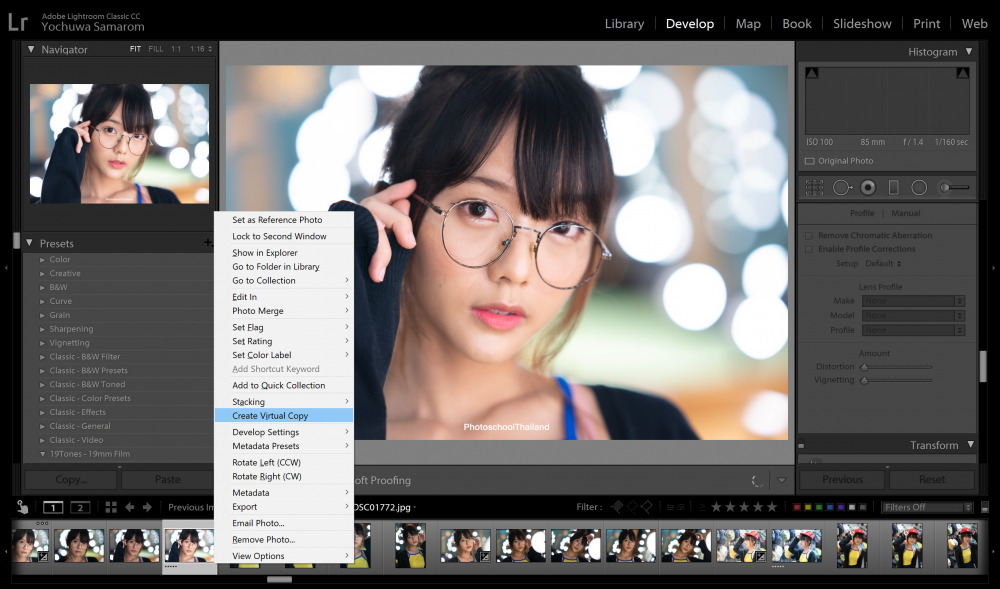 Lr
Adobe Lightroom Classic CC
Yochuwa Samarom
Library | Develop | Map | Book | Slideshow | Print | Web
Navigator FIT FILL 1:1 1:16
Histogram
ISO 100 85 mm f / 1.4 1/160 sec
Original Photo
Profile | Manual
Remove Chromatic Aberration
Enable Profile Corrections
Setup Default
Lens Profile
Make None
Model None
Profile None
Amount
Distortion
Vignetting
Transform
Previous Reset
Presets +
Color
Creative
B&W
Curve
Grain
Sharpening
Vignetting
Classic - B&W Filter
Classic - B&W Presets
Classic - B&W Toned
Classic - Color Presets
Classic - Effects
Classic - General
Classic - Video
19Tones - 19mm Film
Copy... Paste
Set as Reference Photo
Lock to Second Window
Show in Explorer
Go to Folder in Library
Go to Collection
Edit In
Photo Merge
Set Flag
Set Rating
Set Color Label
Add Shortcut Keyword
Add to Quick Collection
Stacking
Create Virtual Copy
Develop Settings
Metadata Presets
Rotate Left (CCW)
Rotate Right (CW)
Metadata
Export
Email Photo...
Remove Photo...
View Options
PhotoschoolThailand
oft Proofing
1 2 Previous Im
DSC01772.jpg
Filter :
Filters Off